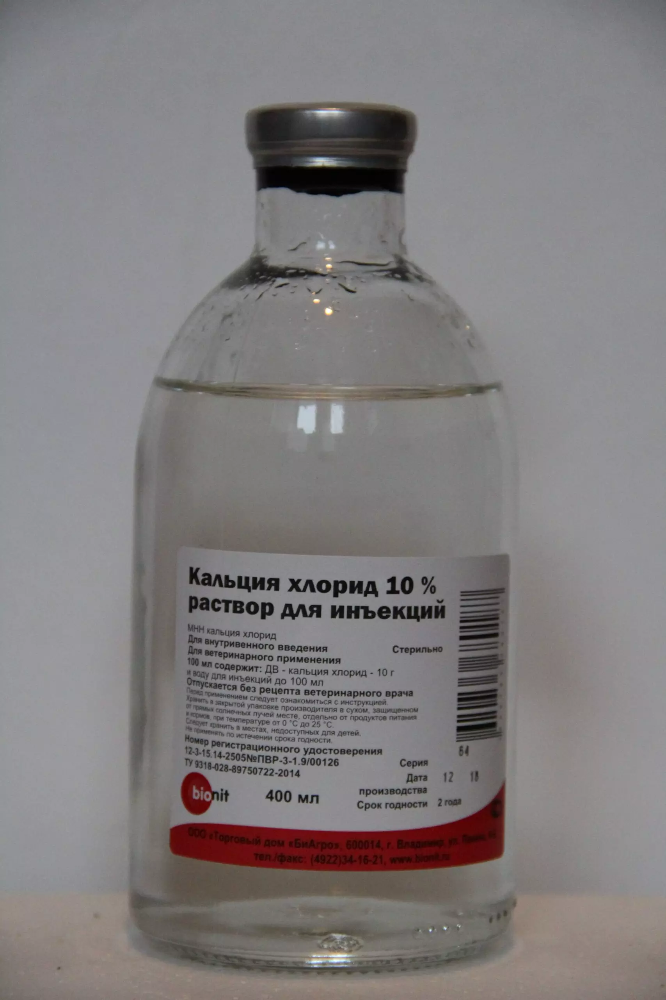 Кальция хлорид 10 %
раствор для инъекций
МНН кальция хлорид
Для внутривенного введения
Стерильно
Для ветеринарного применения
100 мл содержит: ДВ - кальция хлорид - 10 г
и воду для инъекций до 100 мл
Отпускается без рецепта ветеринарного врача
Перед применением следует ознакомиться с инструкцией.
Хранить в закрытой упаковке производителя в сухом, защищенном
от прямых солнечных лучей месте, отдельно от продуктов питания
и кормов, при температуре от 0 °С до 25 °С.
Следует хранить в местах, недоступных для детей.
Не применять по истечении срока годности.
Номер регистрационного удостоверения
12-3-15.14-2505№ПВР-3-1.9/00126
ТУ 9318-028-89750722-2014
Серия 64
Дата 12 18
производства
Срок годности 2 года
bionit
400 мл
ООО «Торговый дом «БиАгро», 600014, г. Владимир, ул.
тел./факс: (4922)34-16-21, www.bionit.ru